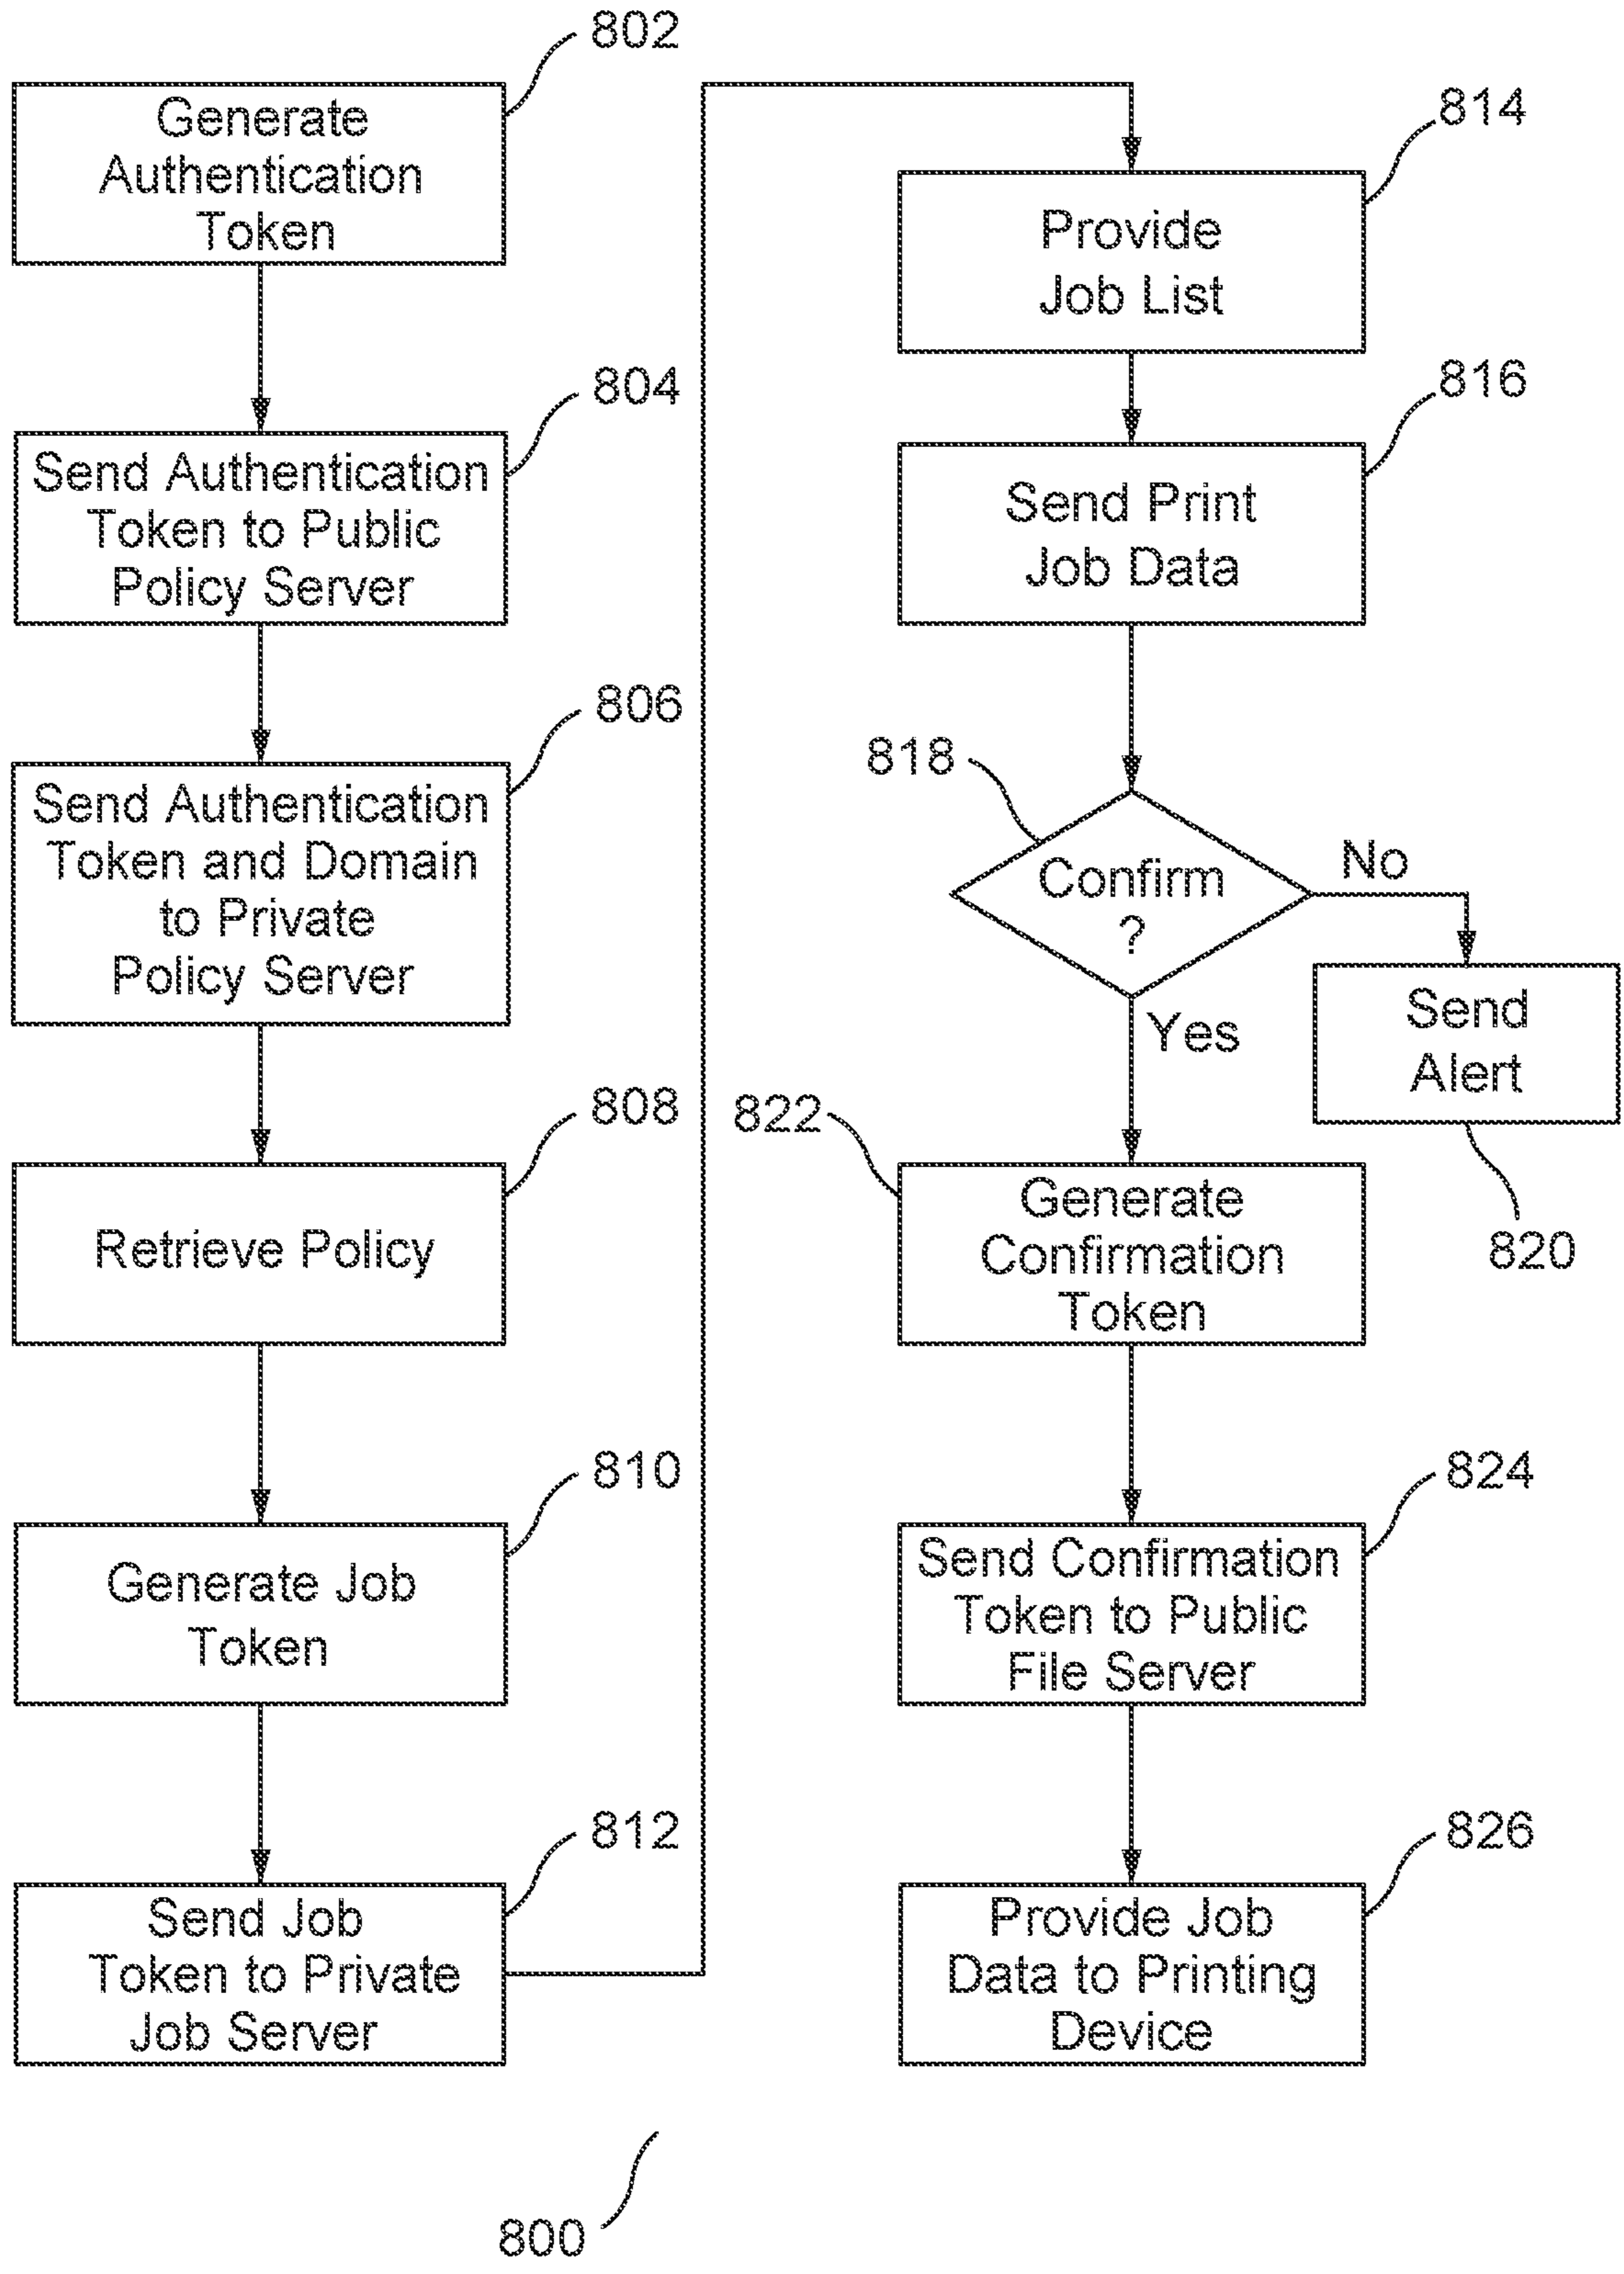 802
Generate
Authentication
Token
804
Send Authentication
Token to Public
Policy Server
806
Send Authentication
Token and Domain
to Private
Policy Server
808
Retrieve Policy
810
Generate Job
Token
812
Send Job
Token to Private
Job Server
814
Provide
Job List
816
Send Print
Job Data
818
Confirm
?
No
Yes
Send
Alert
820
822
Generate
Confirmation
Token
824
Send Confirmation
Token to Public
File Server
826
Provide Job
Data to Printing
Device
800